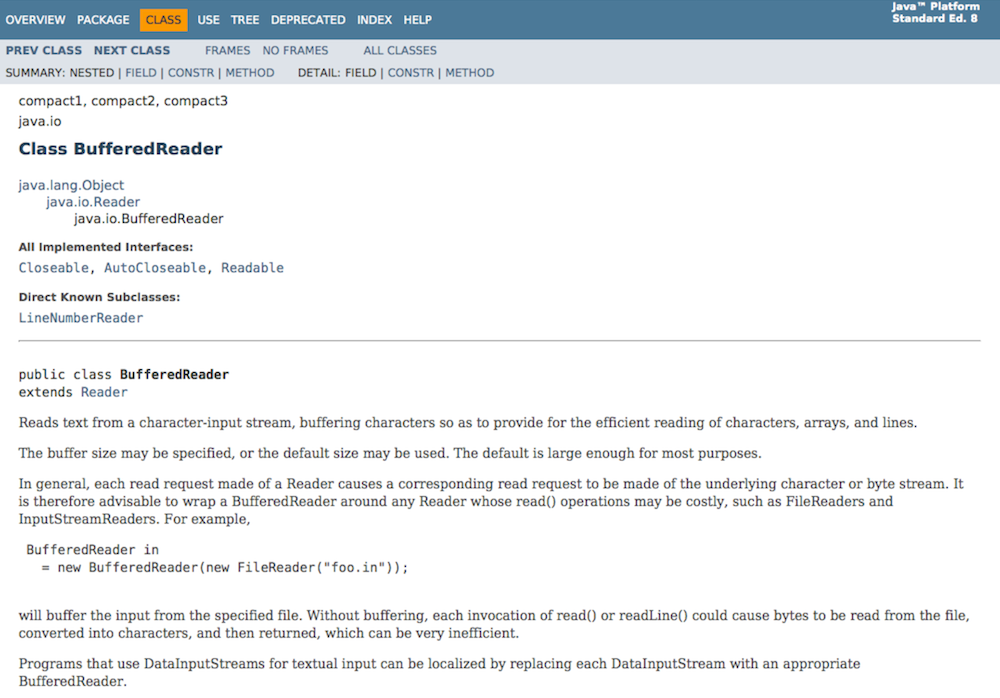 OVERVIEW PACKAGE CLASS USE TREE DEPRECATED INDEX HELP
Java™ Platform
Standard Ed. 8
PREV CLASS NEXT CLASS FRAMES NO FRAMES ALL CLASSES
SUMMARY: NESTED | FIELD | CONSTR | METHOD DETAIL: FIELD | CONSTR | METHOD
compact1, compact2, compact3
java.io
Class BufferedReader
java.lang.Object
java.io.Reader
java.io.BufferedReader
All Implemented Interfaces:
Closeable, AutoCloseable, Readable
Direct Known Subclasses:
LineNumberReader
public class BufferedReader
extends Reader
Reads text from a character-input stream, buffering characters so as to provide for the efficient reading of characters, arrays, and lines.
The buffer size may be specified, or the default size may be used. The default is large enough for most purposes.
In general, each read request made of a Reader causes a corresponding read request to be made of the underlying character or byte stream. It
is therefore advisable to wrap a BufferedReader around any Reader whose read() operations may be costly, such as FileReaders and
InputStreamReaders. For example,
BufferedReader in
= new BufferedReader(new FileReader("foo.in"));
will buffer the input from the specified file. Without buffering, each invocation of read() or readLine() could cause bytes to be read from the file,
converted into characters, and then returned, which can be very inefficient.
Programs that use DataInputStreams for textual input can be localized by replacing each DataInputStream with an appropriate
BufferedReader.